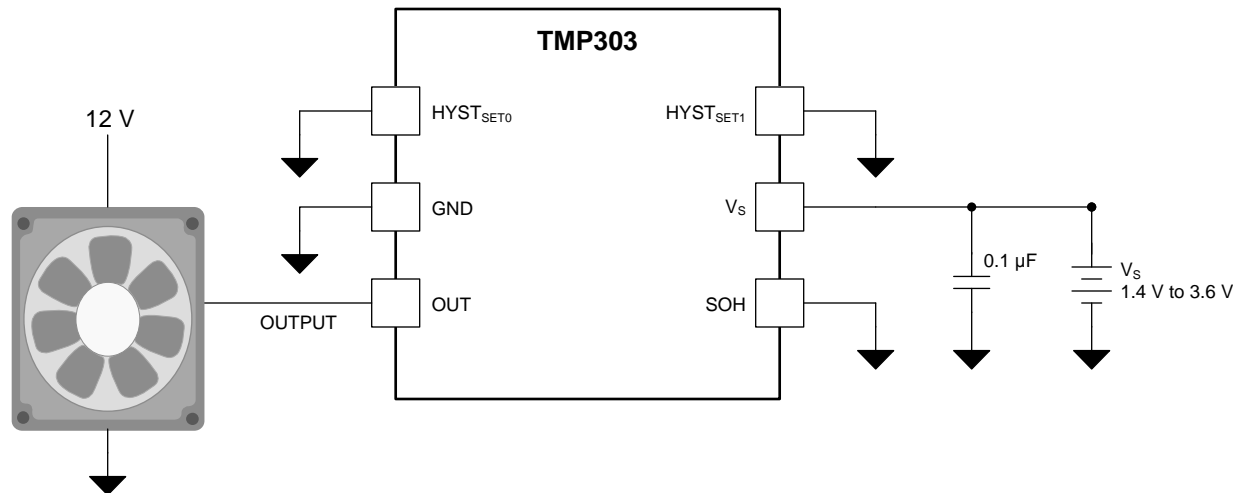 TMP303
12 V
HYSTSET0
HYSTSET1
GND
VS
OUT
SOH
OUTPUT
0.1 µF
VS
1.4 V to 3.6 V